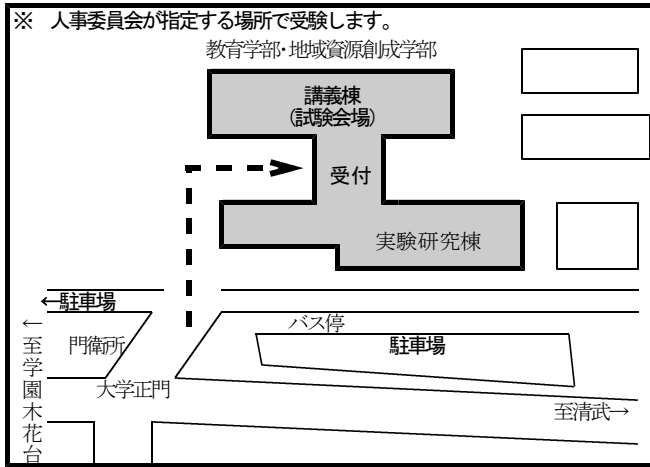 ※ 人事委員会が指定する場所で受験します。
教育学部・地域資源創成学部
講義棟
(試験会場)
受付
実験研究棟
←駐車場
バス停
門衛所
駐車場
大学正門
至清武→
←至学園木花台